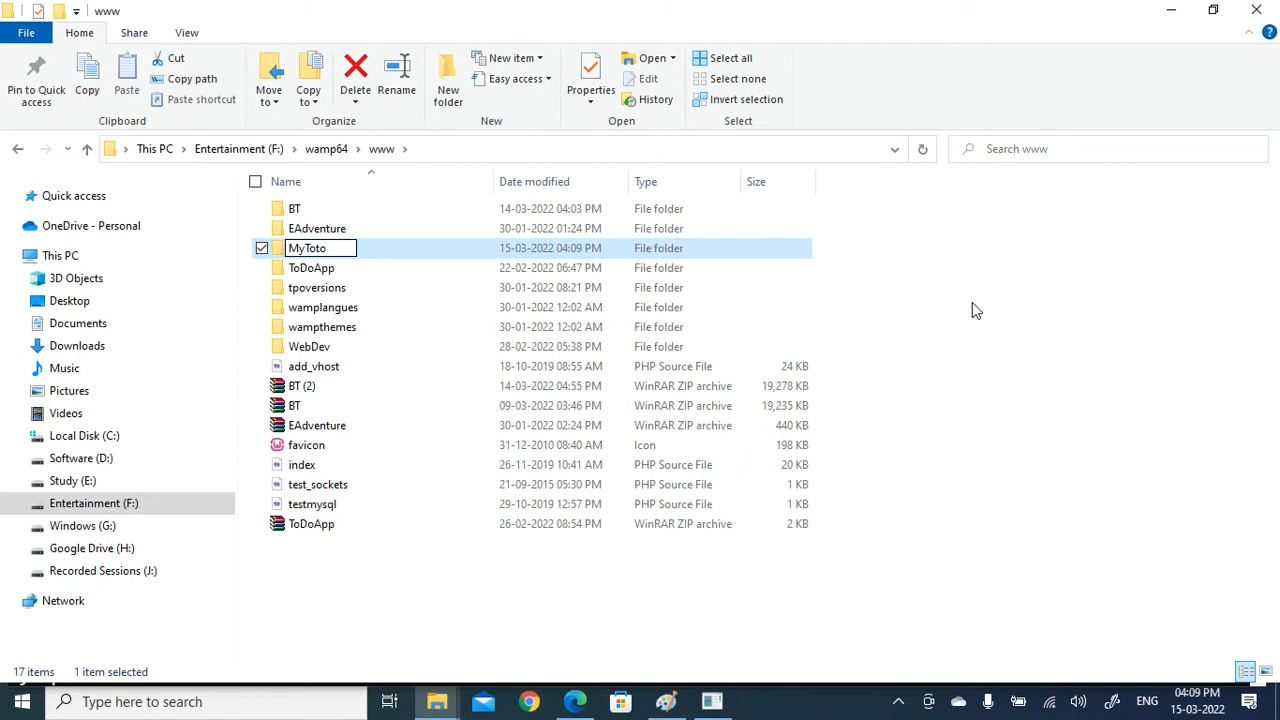 www
File Home Share View
Pin to Quick access
Copy
Paste
Cut
Copy path
Paste shortcut
Clipboard
Move to
Copy to
Delete
Rename
Organize
New folder
New item
Easy access
New
Properties
Open
Edit
History
Open
Select all
Select none
Invert selection
Select
This PC Entertainment (F:) wamp64 www
Search www
Name Date modified Type Size
BT 14-03-2022 04:03 PM File folder
EAdventure 30-01-2022 01:24 PM File folder
MyToto 15-03-2022 04:09 PM File folder
ToDoApp 22-02-2022 06:47 PM File folder
tpoversions 30-01-2022 08:21 PM File folder
wamplangues 30-01-2022 12:02 AM File folder
wampthemes 30-01-2022 12:02 AM File folder
WebDev 28-02-2022 05:38 PM File folder
add_vhost 18-10-2019 08:55 AM PHP Source File 24 KB
BT (2) 14-03-2022 04:55 PM WinRAR ZIP archive 19,278 KB
BT 09-03-2022 03:46 PM WinRAR ZIP archive 19,235 KB
EAdventure 30-01-2022 02:24 PM WinRAR ZIP archive 440 KB
favicon 31-12-2010 08:40 AM Icon 198 KB
index 26-11-2019 10:41 AM PHP Source File 20 KB
test_sockets 21-09-2015 05:30 PM PHP Source File 1 KB
testmysql 29-10-2019 12:57 PM PHP Source File 1 KB
ToDoApp 26-02-2022 08:54 PM WinRAR ZIP archive 2 KB
Quick access
OneDrive - Personal
This PC
3D Objects
Desktop
Documents
Downloads
Music
Pictures
Videos
Local Disk (C:)
Software (D:)
Study (E:)
Entertainment (F:)
Windows (G:)
Google Drive (H:)
Recorded Sessions (J:)
Network
17 items 1 item selected
Type here to search
ENG
04:09 PM
15-03-2022